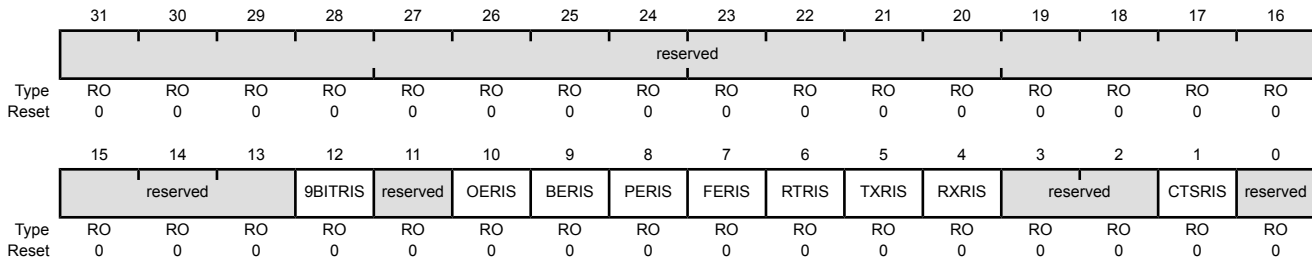 31 30 29 28 27 26 25 24 23 22 21 20 19 18 17 16
reserved
Type RO RO RO RO RO RO RO RO RO RO RO RO RO RO RO RO
Reset 0 0 0 0 0 0 0 0 0 0 0 0 0 0 0 0
15 14 13 12 11 10 9 8 7 6 5 4 3 2 1 0
reserved 9BITRIS reserved OERIS BERIS PERIS FERIS RTRIS TXRIS RXRIS reserved CTSRIS reserved
Type RO RO RO RO RO RO RO RO RO RO RO RO RO RO RO RO
Reset 0 0 0 0 0 0 0 0 0 0 0 0 0 0 0 0